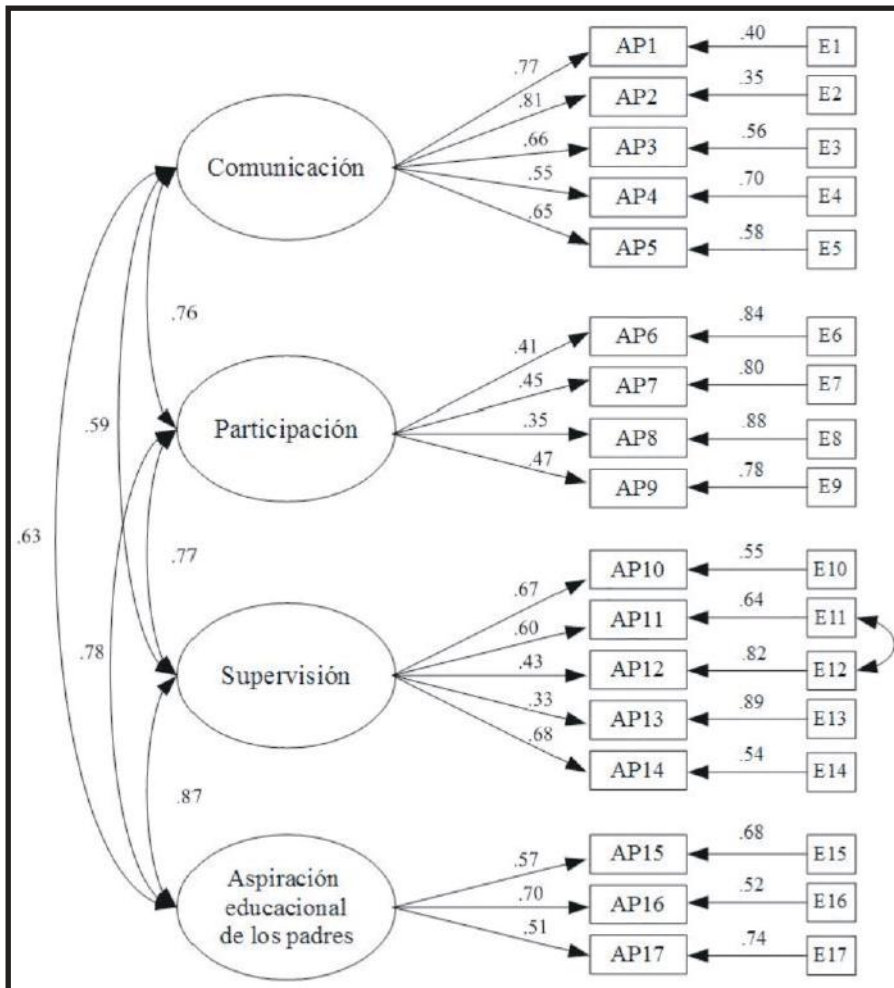 .77
AP1
.40
E1
.81
AP2
.35
E2
Comunicación
.66
AP3
.56
E3
.55
AP4
.70
E4
.65
AP5
.58
E5
.76
.41
AP6
.84
E6
.45
AP7
.80
E7
.59
Participación
.35
AP8
.88
E8
.47
AP9
.78
E9
.63
.77
.67
AP10
.55
E10
.60
AP11
.64
E11
.78
Supervisión
.43
AP12
.82
E12
.33
AP13
.89
E13
.68
AP14
.54
E14
.87
.57
AP15
.68
E15
Aspiración
educacional
de los padres
.70
AP16
.52
E16
.51
AP17
.74
E17